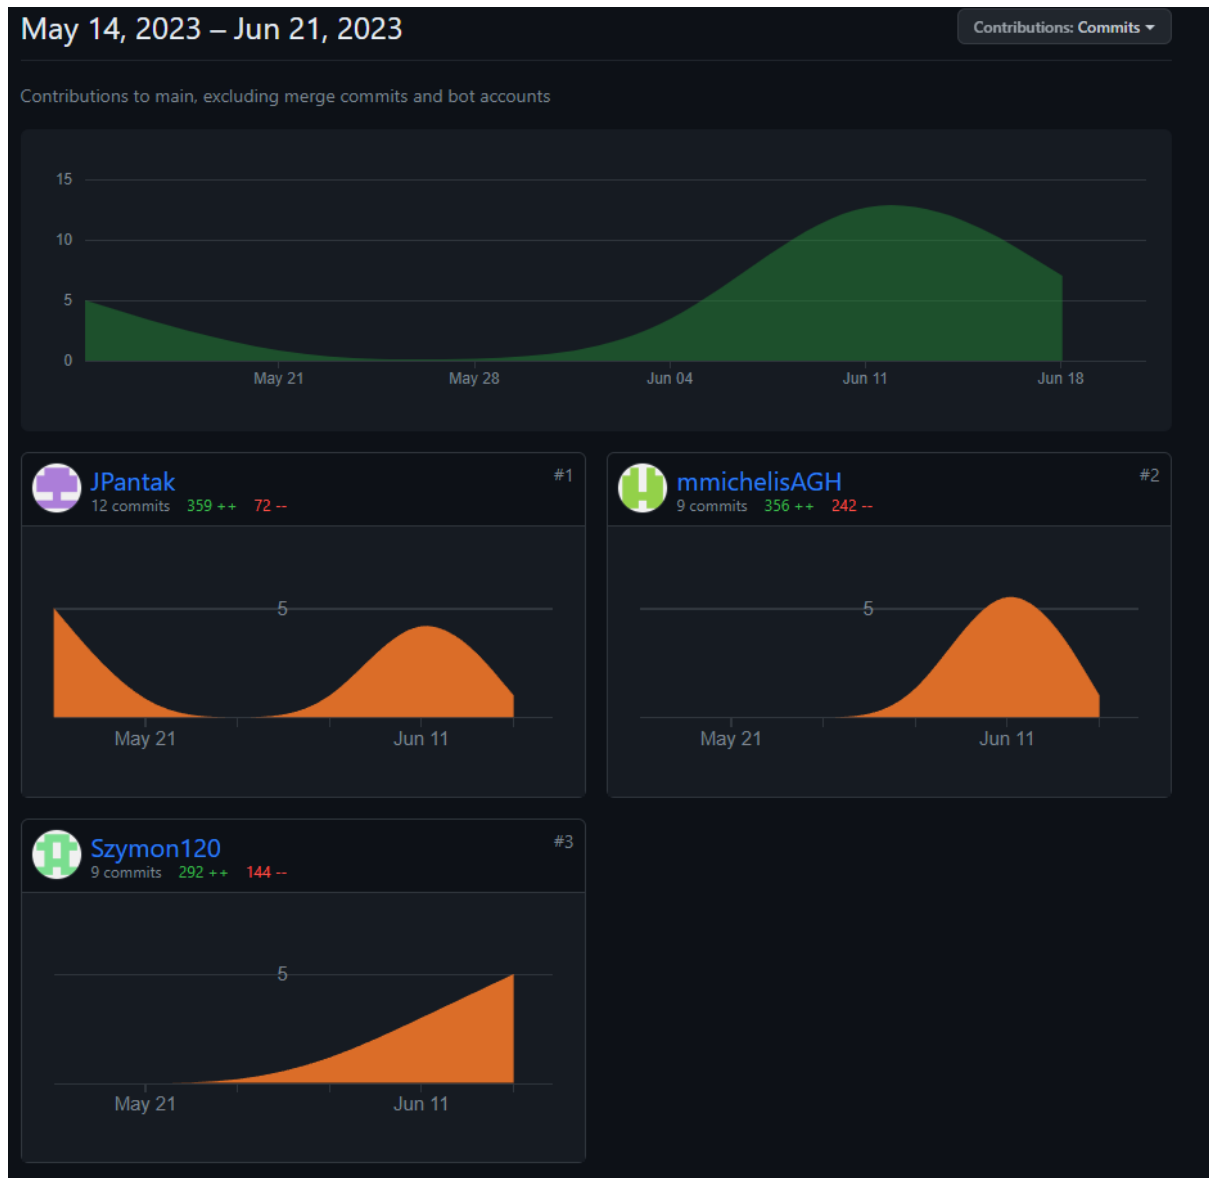 May 14, 2023 – Jun 21, 2023
Contributions: Commits
Contributions to main, excluding merge commits and bot accounts
15
10
5
0
May 21 May 28 Jun 04 Jun 11 Jun 18
JPantak #1
12 commits 359 ++ 72 --
5
May 21 Jun 11
mmichelisAGH #2
9 commits 356 ++ 242 --
5
May 21 Jun 11
Szymon120 #3
9 commits 292 ++ 144 --
5
May 21 Jun 11